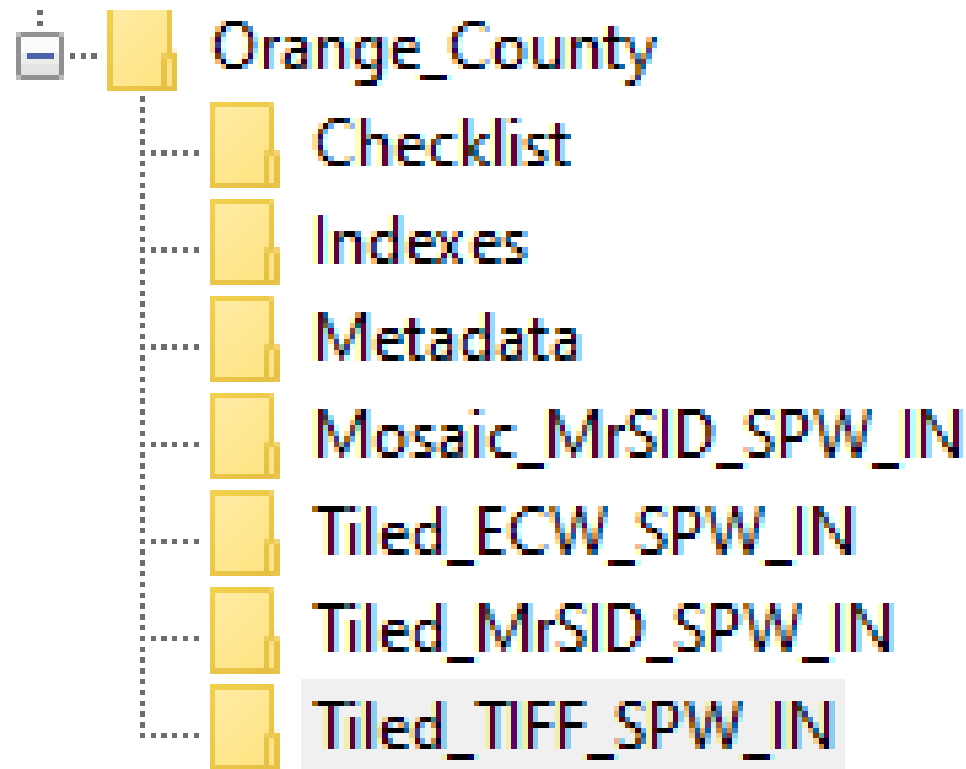 Orange_County
Checklist
Indexes
Metadata
Mosaic_MrSID_SPW_IN
Tiled_ECW_SPW_IN
Tiled_MrSID_SPW_IN
Tiled_TIFF_SPW_IN